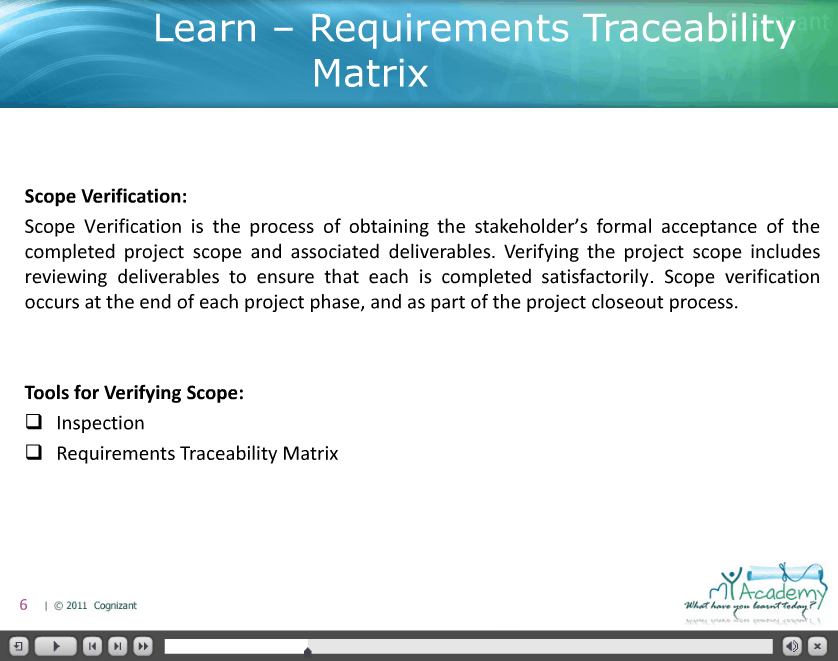 Learn – Requirements Traceability
Matrix
Scope Verification:
Scope Verification is the process of obtaining the stakeholder’s formal acceptance of the
completed project scope and associated deliverables. Verifying the project scope includes
reviewing deliverables to ensure that each is completed satisfactorily. Scope verification
occurs at the end of each project phase, and as part of the project closeout process.
Tools for Verifying Scope:
❑ Inspection
❑ Requirements Traceability Matrix
6 | © 2011 Cognizant
my Academy
What have you learnt today?